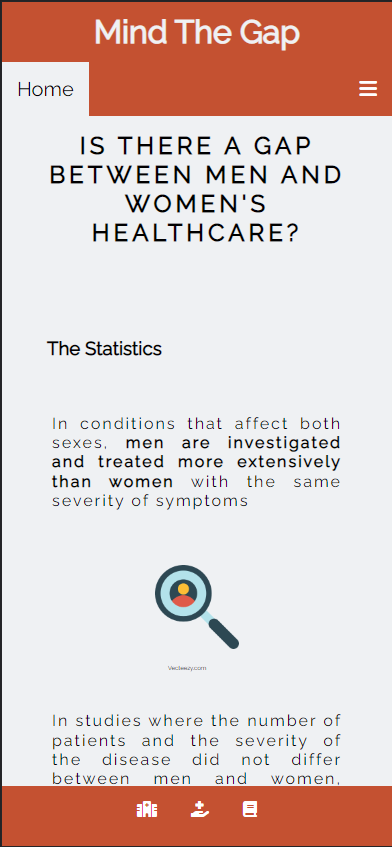 Mind The Gap
Home
IS THERE A GAP
BETWEEN MEN AND
WOMEN'S
HEALTHCARE?
The Statistics
In conditions that affect both
sexes, men are investigated
and treated more extensively
than women with the same
severity of symptoms
Vecteezy.com
In studies where the number of
patients and the severity of
the disease did not differ
between men and women,